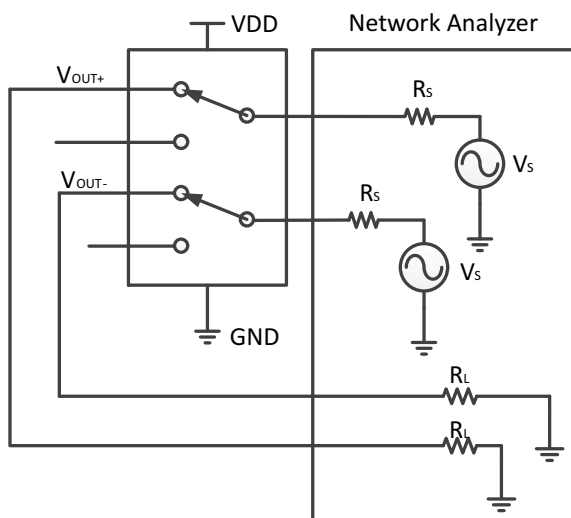 Network Analyzer
VDD
VOUT+
RS
VS
VOUT-
RS
VS
GND
RL
RL